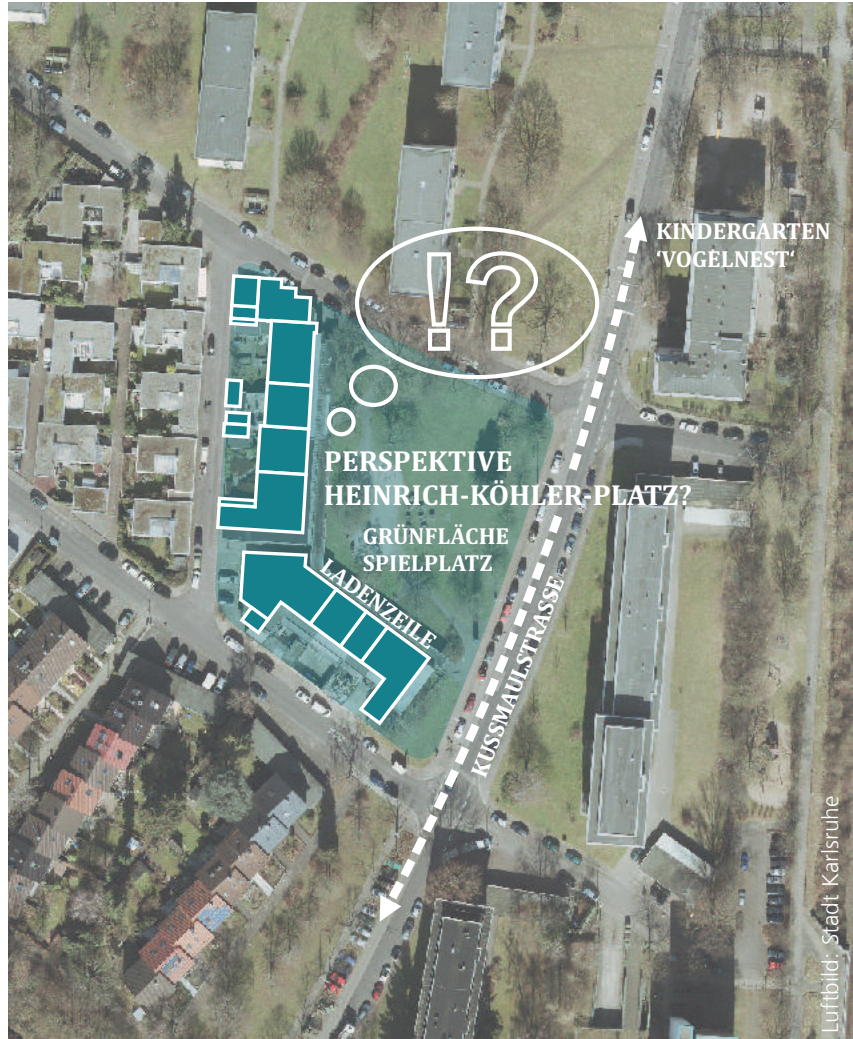 !?
KINDERGARTEN
'VOGELNEST‘
PERSPEKTIVE
HEINRICH-KÖHLER-PLATZ?
GRÜNFLÄCHE
SPIELPLATZ
LADENZEILE
KUSSMAULSTRASSE
Luftbild: Stadt Karlsruhe